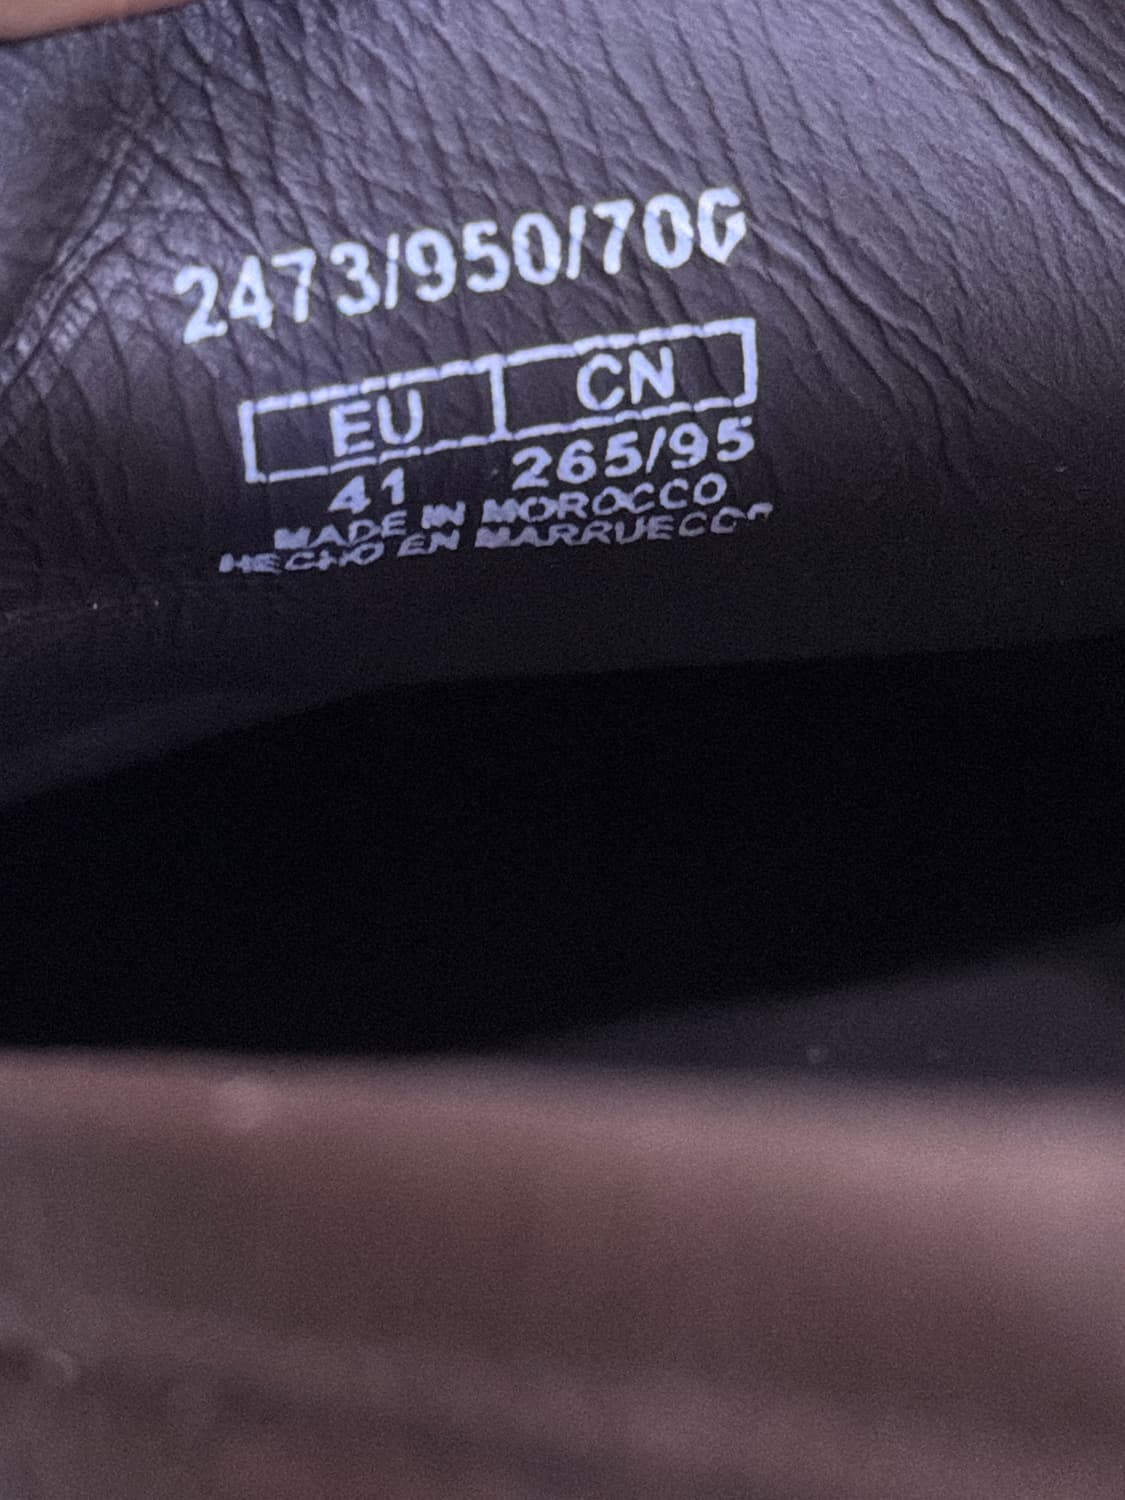 2473/950/700
EU CN
41 265/95
MADE IN MOROCCO
HECHO EN MARRUECOS